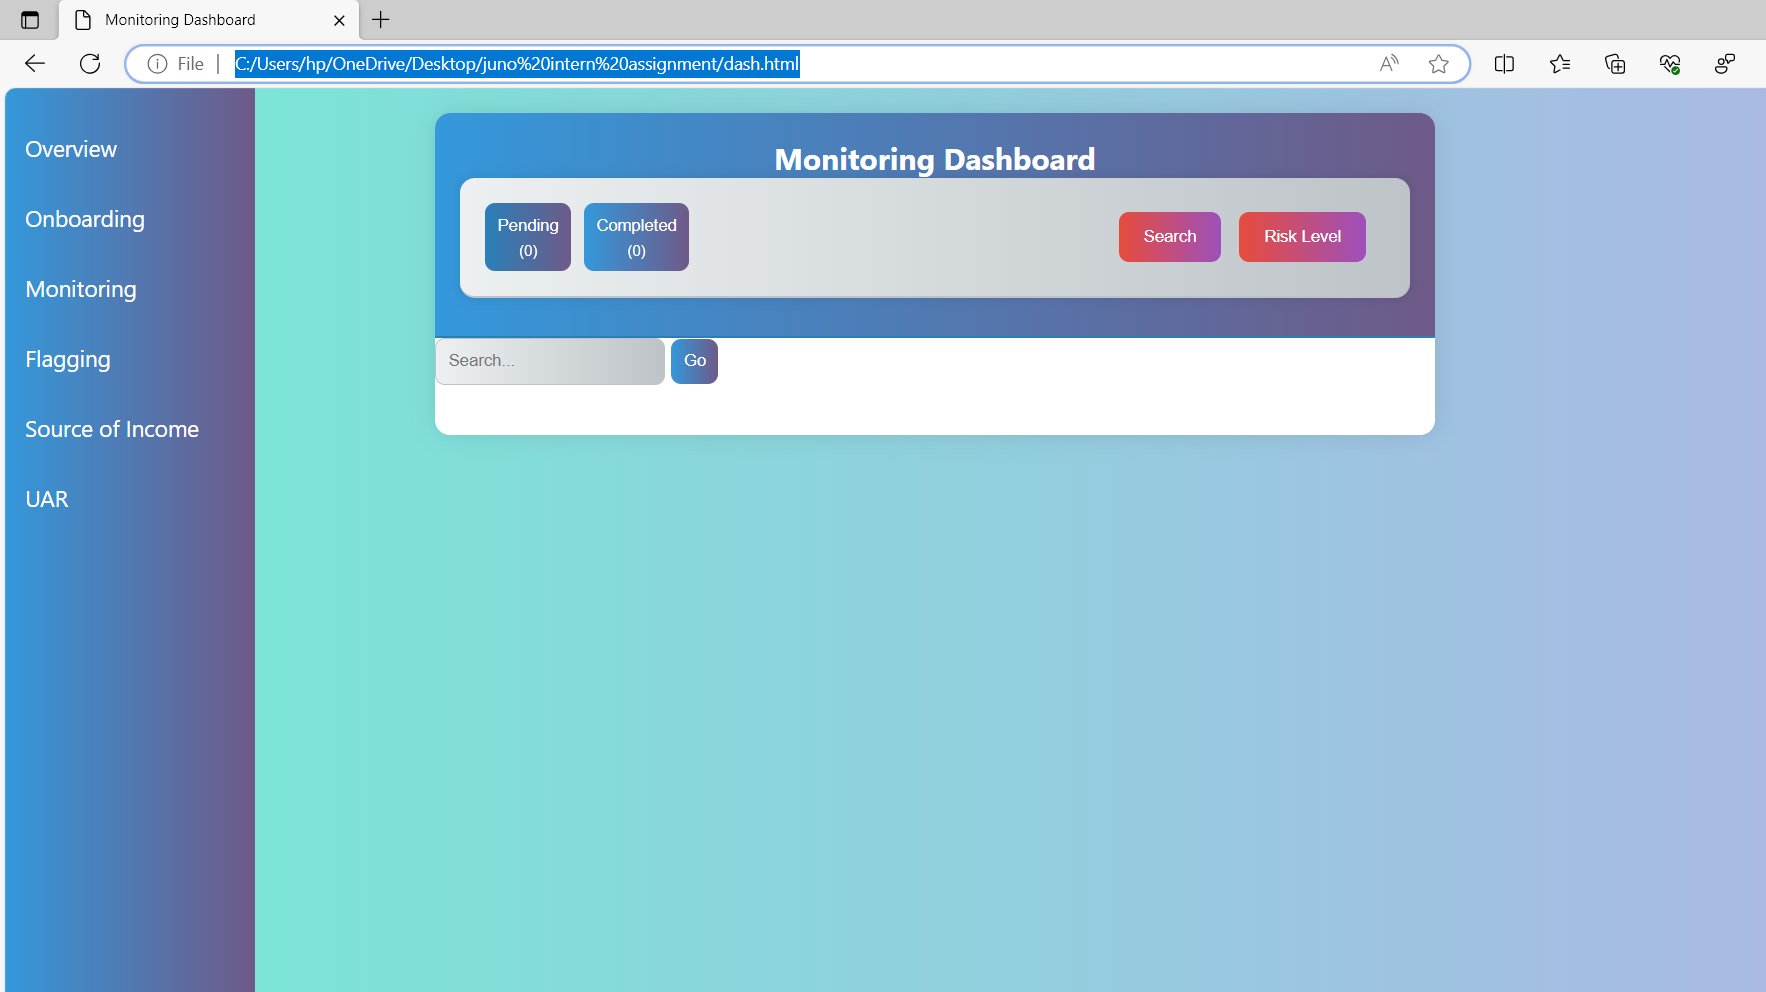 Monitoring Dashboard
File C:/Users/hp/OneDrive/Desktop/juno%20intern%20assignment/dash.html
Overview
Onboarding
Monitoring
Flagging
Source of Income
UAR
Monitoring Dashboard
Pending
(0)
Completed
(0)
Search
Risk Level
Search...
Go